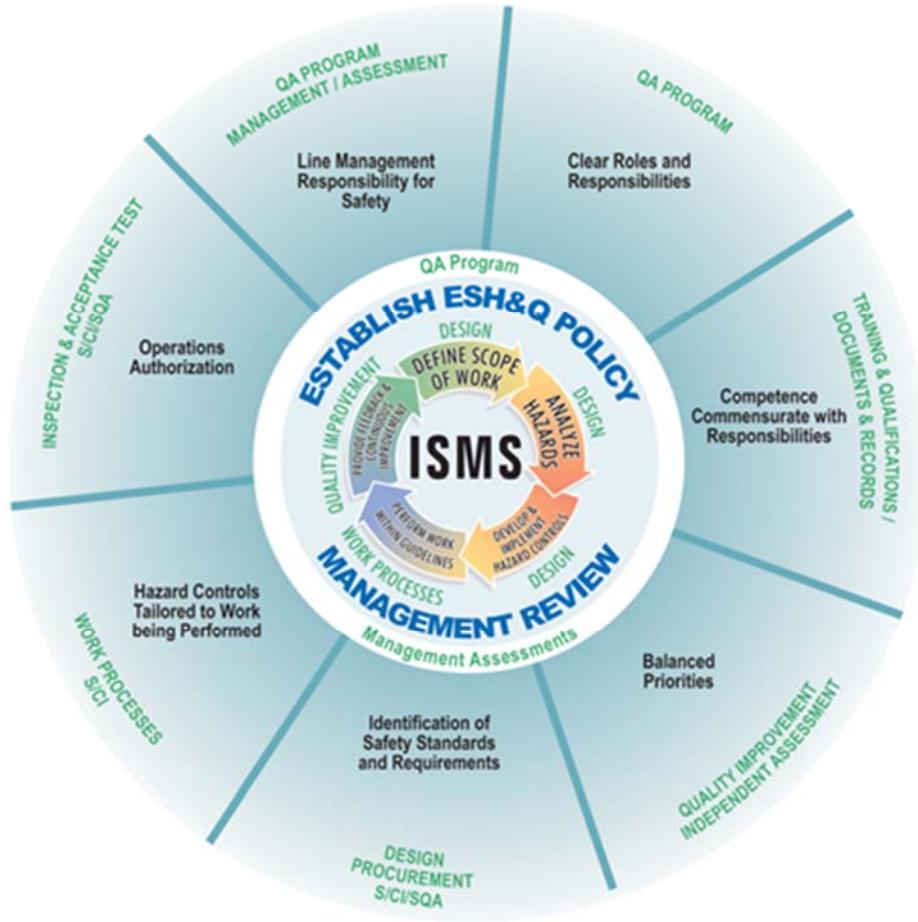 QA PROGRAM
MANAGEMENT / ASSESSMENT
Line Management
Responsibility for
Safety
QA PROGRAM
Clear Roles and
Responsibilities
TRAINING & QUALIFICATIONS /
DOCUMENTS & RECORDS
Competence
Commensurate with
Responsibilities
Balanced
Priorities
QUALITY IMPROVEMENT
INDEPENDENT ASSESSMENT
Identification of
Safety Standards
and Requirements
DESIGN
PROCUREMENT
S/CI/SQA
Hazard Controls
Tailored to Work
being Performed
WORK PROCESSES
S/CI
INSPECTION & ACCEPTANCE TEST
S/CI/SQA
Operations
Authorization
QA Program
ESTABLISH ESH&Q POLICY
DESIGN
DEFINE SCOPE
OF WORK
DESIGN
ANALYZE
HAZARDS
DESIGN
DEVELOP &
IMPLEMENT
HAZARD CONTROLS
WORK PROCESSES
PERFORM WORK
WITHIN GUIDELINES
QUALITY IMPROVEMENT
PROVIDE FEEDBACK &
CONTINUOUS
IMPROVEMENT
ISMS
MANAGEMENT REVIEW
Management Assessments